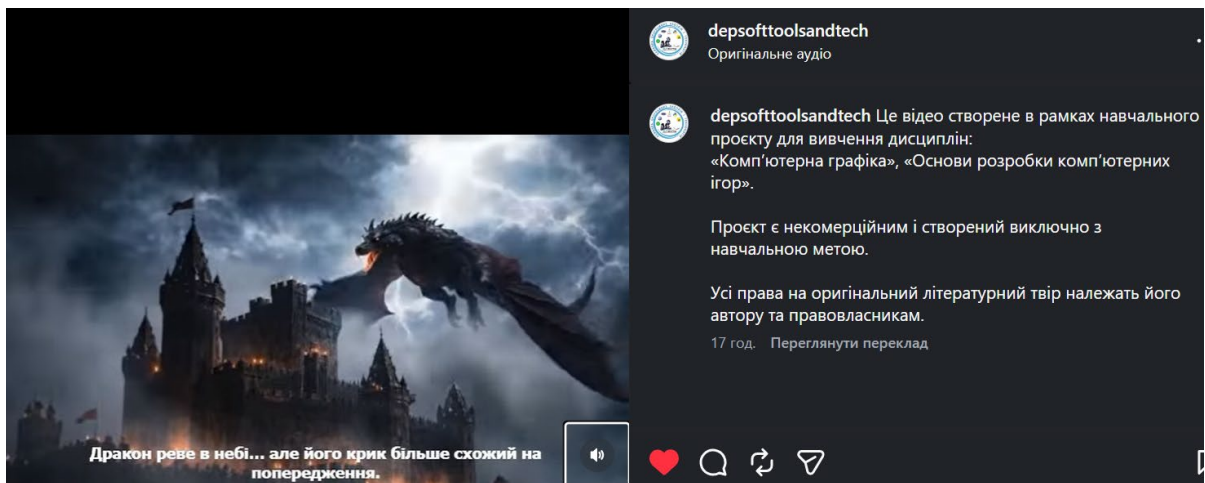 depsofttoolsandtech
Оригінальне аудіо
depsofttoolsandtech Це відео створене в рамках навчального
проєкту для вивчення дисциплін:
«Комп’ютерна графіка», «Основи розробки комп’ютерних
ігор».
Проєкт є некомерційним і створений виключно з
навчальною метою.
Усі права на оригінальний літературний твір належать його
автору та правовласникам.
17 год. Переглянути переклад
Дракон реве в небі... але його крик більше схожий на
попередження.